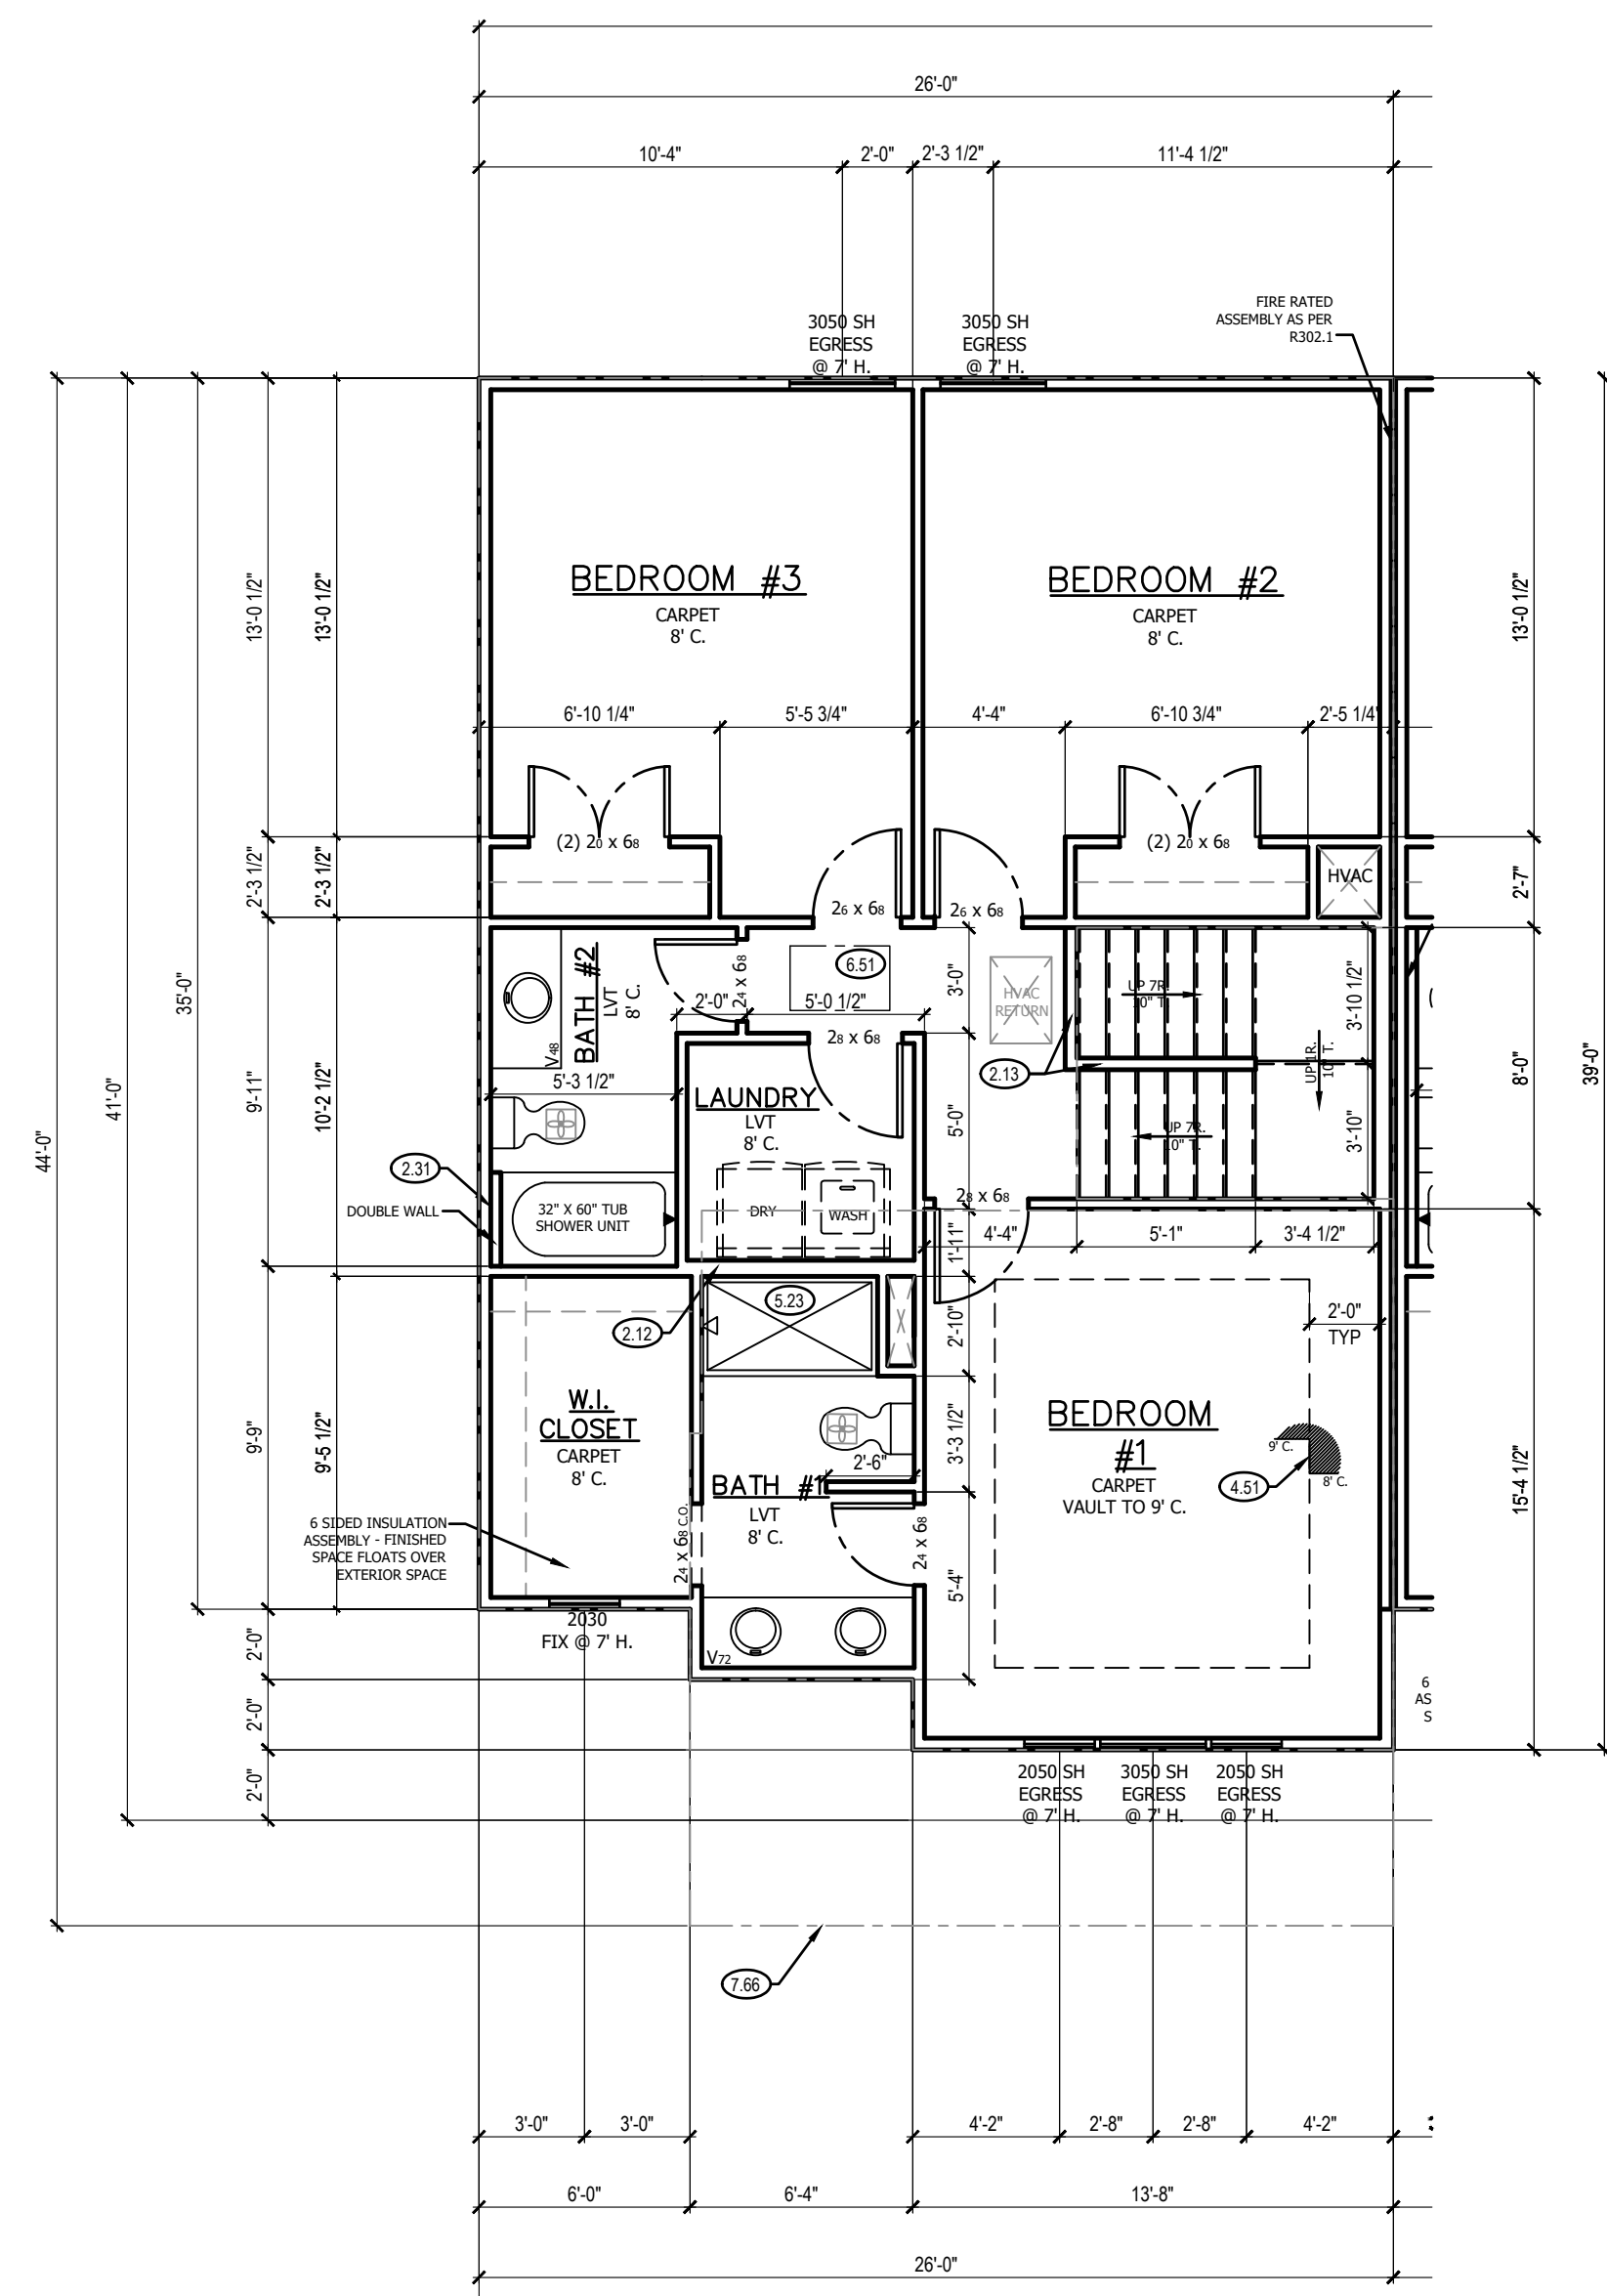 26'-0"
10'-4"
2'-0"
2'-3 1/2"
11'-4 1/2"
FIRE RATED
ASSEMBLY AS PER
R302.1
3050 SH
EGRESS
@ 7' H.
3050 SH
EGRESS
@ 7' H.
BEDROOM #3
CARPET
8' C.
BEDROOM #2
CARPET
8' C.
13'-0 1/2"
13'-0 1/2"
13'-0 1/2"
6'-10 1/4"
5'-5 3/4"
4'-4"
6'-10 3/4"
2'-5 1/4"
(2) 20 x 68
(2) 20 x 68
HVAC
2'-3 1/2"
2'-3 1/2"
2'-7"
26 x 68
26 x 68
BATH #2
LVT
8' C.
V48
24 x 68
6.51
2'-0"
5'-0 1/2"
28 x 68
3'-0"
HVAC
RETURN
UP 7R.
10" T.
UP 1R.
10" T.
UP 7R.
10" T.
3'-10 1/2"
3'-10"
2.13
8'-0"
39'-0"
35'-0"
41'-0"
44'-0"
9'-11"
10'-2 1/2"
5'-3 1/2"
LAUNDRY
LVT
8' C.
5'-0"
2.31
DOUBLE WALL
32" X 60" TUB
SHOWER UNIT
DRY
WASH
28 x 68
1'-11"
4'-4"
5'-1"
3'-4 1/2"
5.23
2.12
2'-10"
2'-0"
TYP
W.I.
CLOSET
CARPET
8' C.
9'-9"
9'-5 1/2"
3'-3 1/2"
2'-6"
BATH #1
LVT
8' C.
24 x 68 C.O.
24 x 68
5'-4"
BEDROOM
#1
CARPET
VAULT TO 9' C.
9' C.
8' C.
4.51
15'-4 1/2"
6 SIDED INSULATION
ASSEMBLY - FINISHED
SPACE FLOATS OVER
EXTERIOR SPACE
2030
FIX @ 7' H.
V72
2'-0"
2'-0"
2'-0"
6
AS
S
2050 SH
EGRESS
@ 7' H.
3050 SH
EGRESS
@ 7' H.
2050 SH
EGRESS
@ 7' H.
7.66
3'-0"
3'-0"
4'-2"
2'-8"
2'-8"
4'-2"
6'-0"
6'-4"
13'-8"
26'-0"